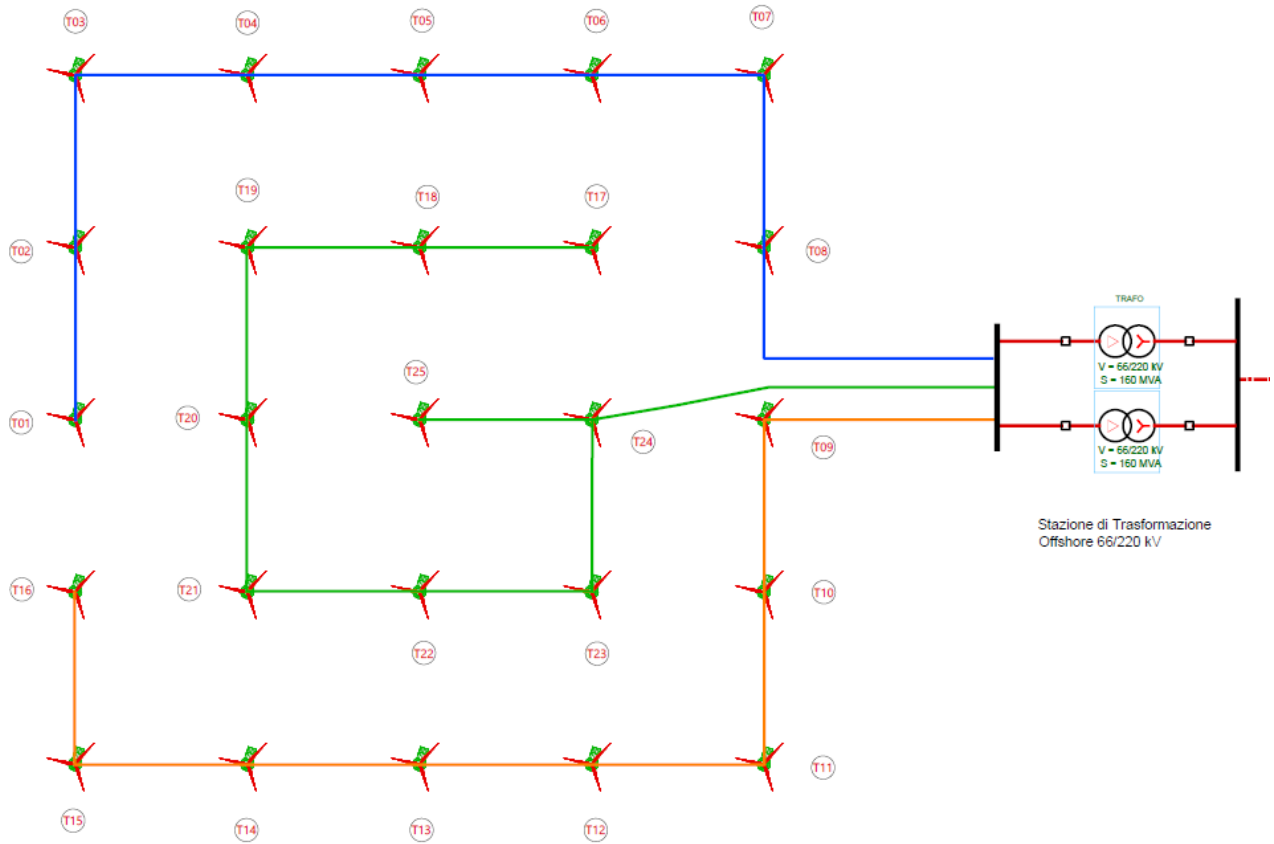 T03
T04
T05
T06
T07
T19
T18
T17
T02
T08
TRAFO
V = 66/220 kV
S = 160 MVA
T25
T01
T20
T24
T09
V = 66/220 kV
S = 160 MVA
Stazione di Trasformazione
Offshore 66/220 kV
T16
T21
T10
T22
T23
T11
T15
T14
T13
T12